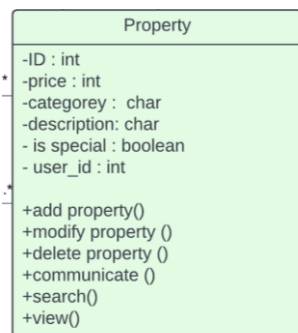 Property
-ID : int
*
-price : int
-categorey : char
-description: char
- is special : boolean
- user_id : int
.*
+add property()
+modify property ()
+delete property ()
+communicate ()
+search()
+view()